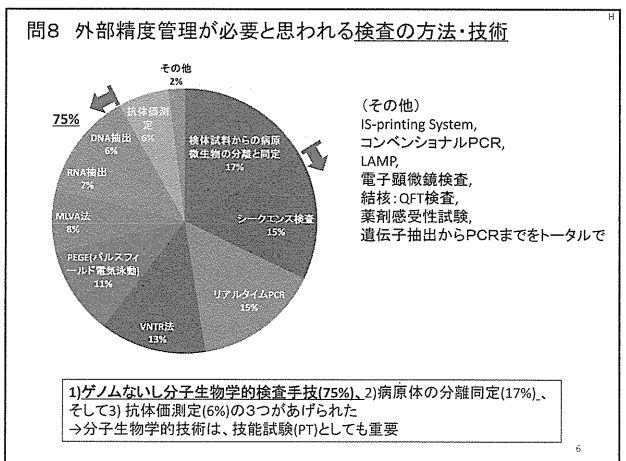 H
問8 外部精度管理が必要と思われる検査の方法・技術
その他
2%
抗体価測
定
6%
75%
DNA抽出
6%
RNA抽出
7%
MLVA法
8%
PEGE(パルスフ
ィールド電気泳動)
11%
VNTR法
13%
リアルタイムPCR
15%
シークエンス検査
15%
検体試料からの病原
微生物の分離と同定
17%
(その他)
IS-printing System,
コンベンショナルPCR,
LAMP,
電子顕微鏡検査,
結核:QFT検査,
薬剤感受性試験,
遺伝子抽出からPCRまでをトータルで
1)ゲノムないし分子生物学的検査手技(75%)、2)病原体の分離同定(17%)、
そして3) 抗体価測定(6%)の3つがあげられた
→分子生物学的技術は、技能試験(PT)としても重要
6